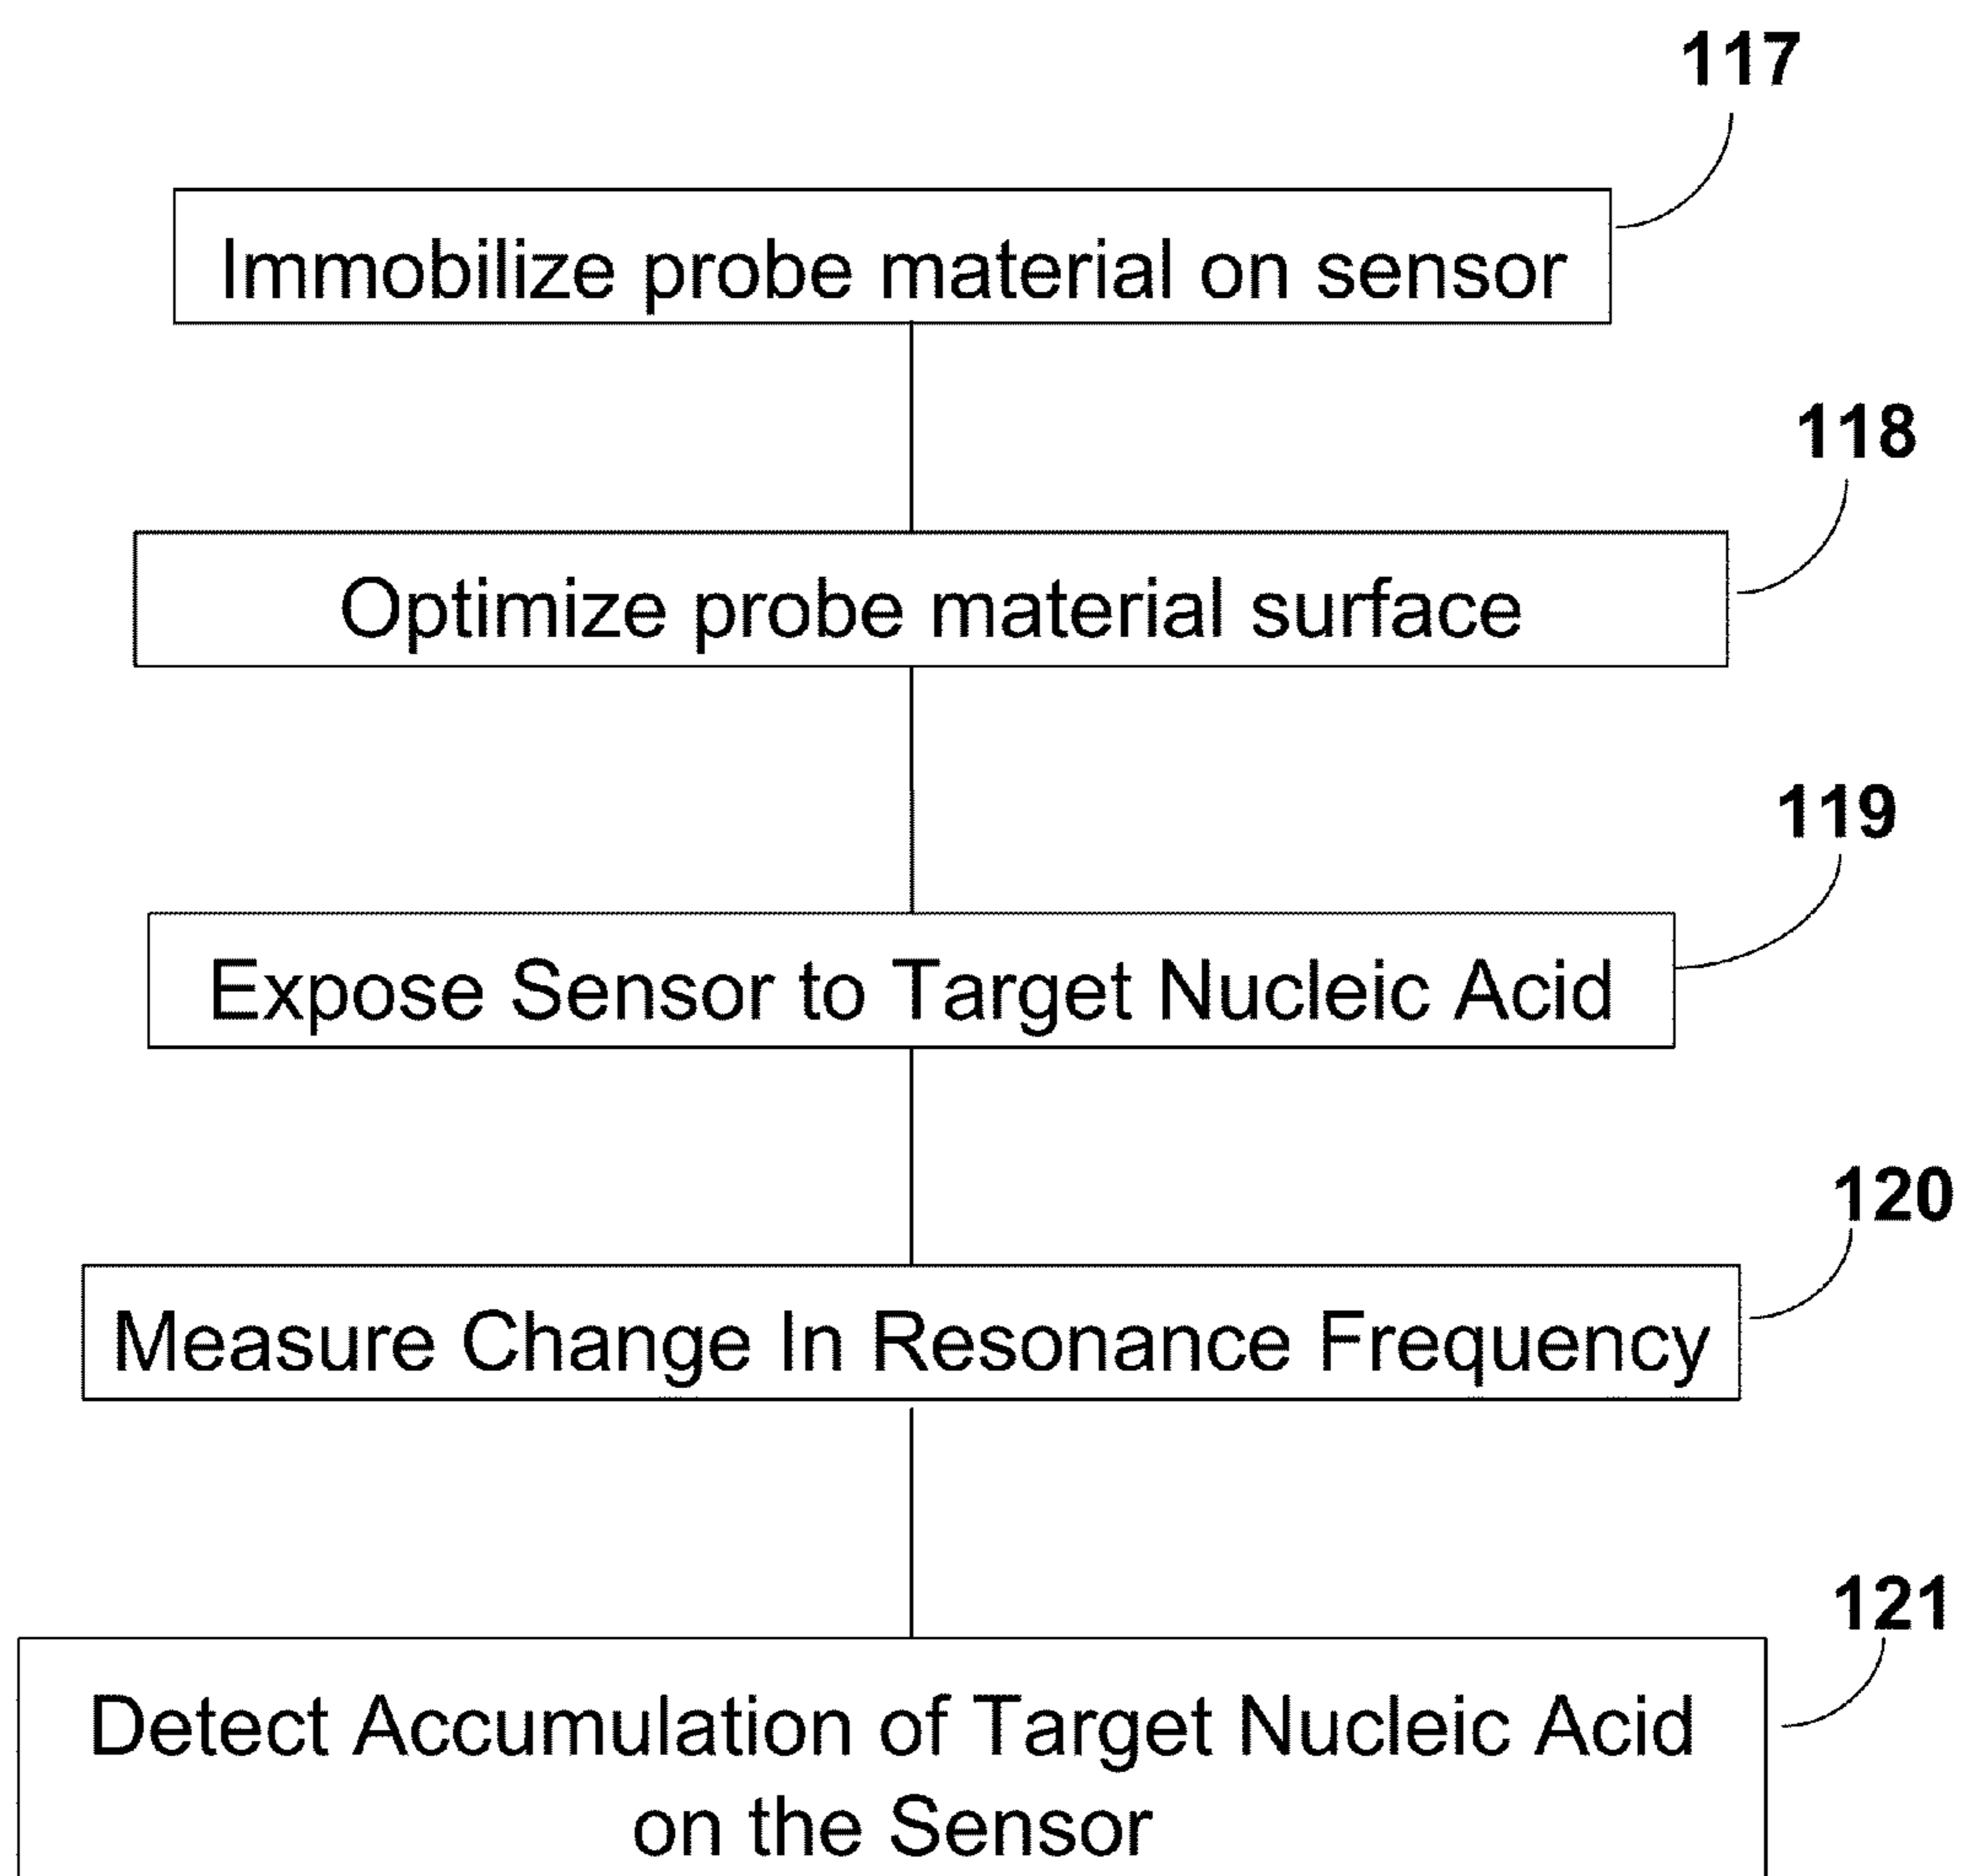 117
Immobilize probe material on sensor
118
Optimize probe material surface
119
Expose Sensor to Target Nucleic Acid
120
Measure Change In Resonance Frequency
121
Detect Accumulation of Target Nucleic Acid
on the Sensor